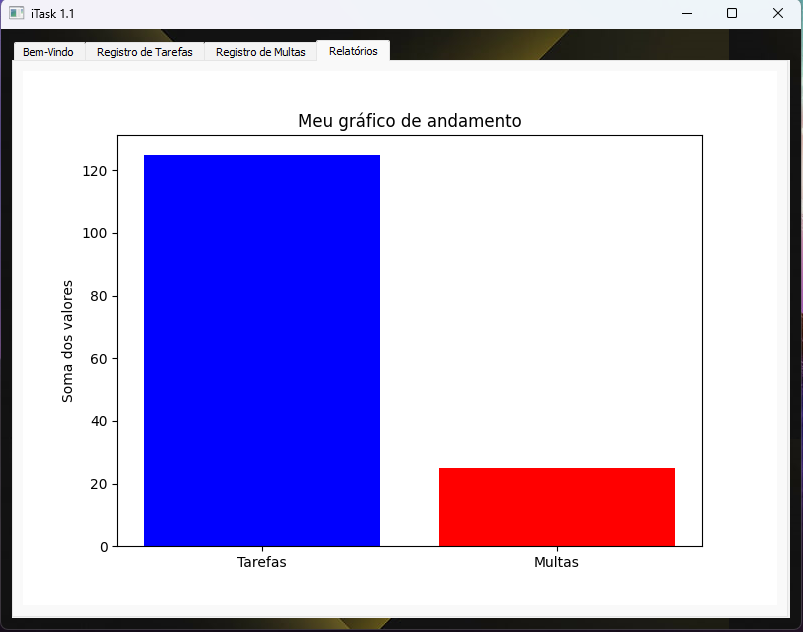 iTask 1.1
Bem-Vindo Registro de Tarefas Registro de Multas Relatórios
Meu gráfico de andamento
120
100
80
60
40
20
0
Soma dos valores
Tarefas Multas